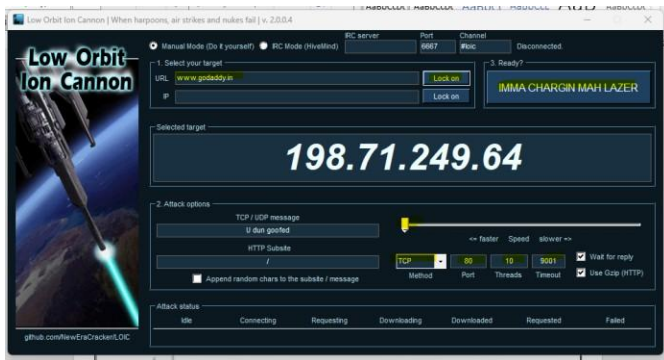 Low Orbit Ion Cannon | When harpoons, air strikes and nukes fail | v. 2.0.0.4
Low Orbit
Ion Cannon
IRC server Port Channel
Manual Mode (Do it yourself) IRC Mode (HiveMind) 6667 #loic Disconnected.
1. Select your target
URL www.godaddy.in Lock on
IP Lock on
3. Ready?
IMMA CHARGIN MAH LAZER
Selected target
198.71.249.64
2. Attack options
TCP / UDP message
U dun goofed
HTTP Subsite
/
Append random chars to the subsite / message
<= faster Speed slower =>
TCP 80 10 9001 Wait for reply
Method Port Threads Timeout Use Gzip (HTTP)
Attack status
Idle Connecting Requesting Downloading Downloaded Requested Failed
github.com/NewEraCracker/LOIC